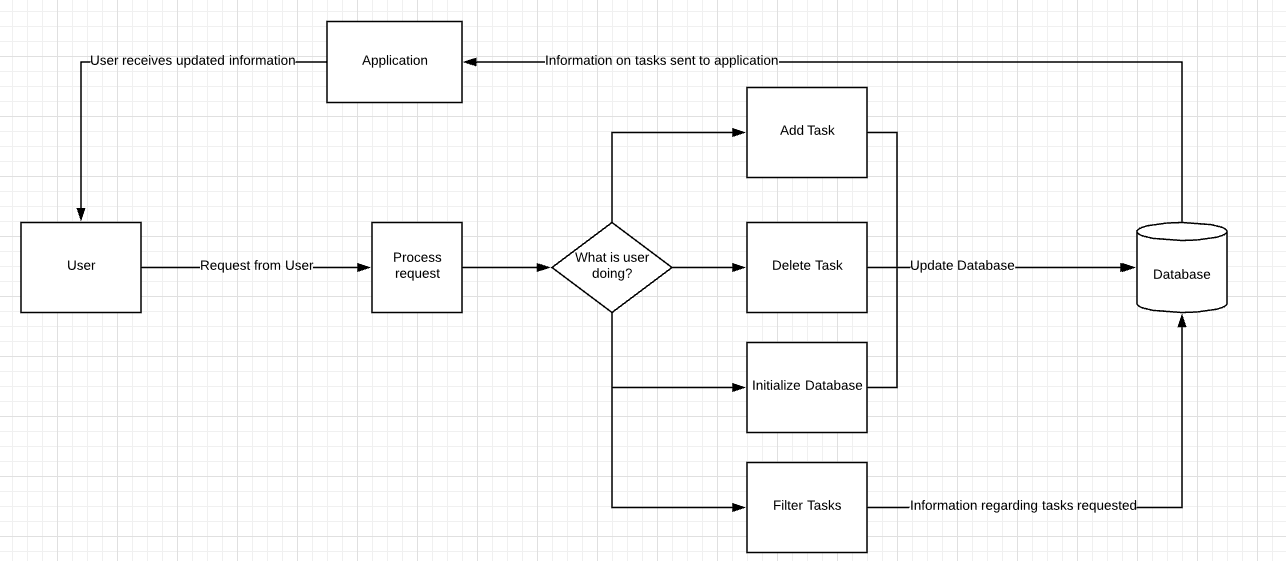 Application
User receives updated information
Information on tasks sent to application
Add Task
User
Request from User
Process
request
What is user
doing?
Delete Task
Update Database
Database
Initialize Database
Filter Tasks
Information regarding tasks requested